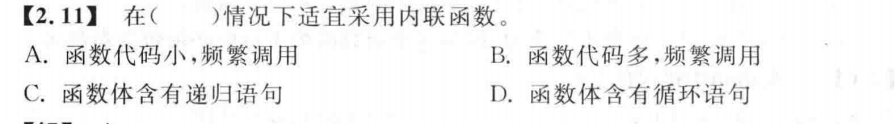 【2.11】 在(　　)情况下适宜采用内联函数。
A. 函数代码小,频繁调用　　B. 函数代码多,频繁调用
C. 函数体含有递归语句　　D. 函数体含有循环语句